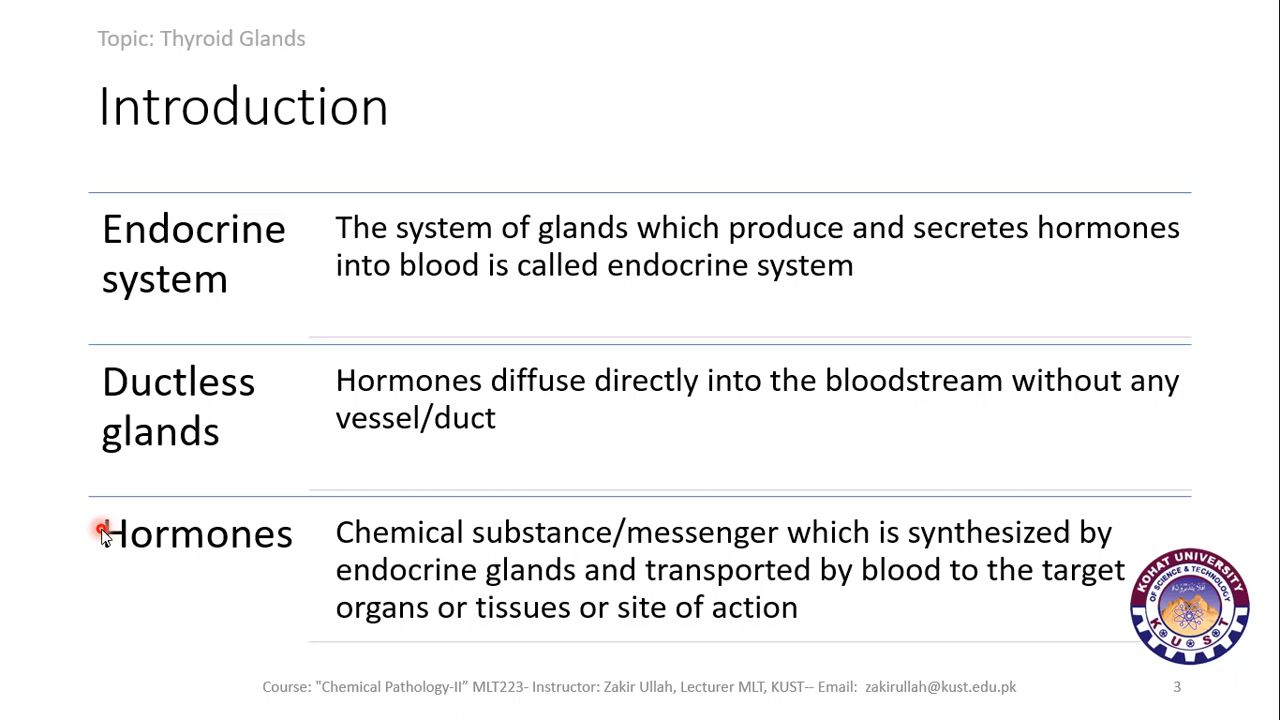 Topic: Thyroid Glands
Introduction
Endocrine
system
The system of glands which produce and secretes hormones
into blood is called endocrine system
Ductless
glands
Hormones diffuse directly into the bloodstream without any
vessel/duct
Hormones
Chemical substance/messenger which is synthesized by
endocrine glands and transported by blood to the target
organs or tissues or site of action
KOHAT UNIVERSITY
OF SCIENCE & TECHNOLOGY
K U S T
Course: "Chemical Pathology-II” MLT223- Instructor: Zakir Ullah, Lecturer MLT, KUST-- Email: zakirullah@kust.edu.pk
3